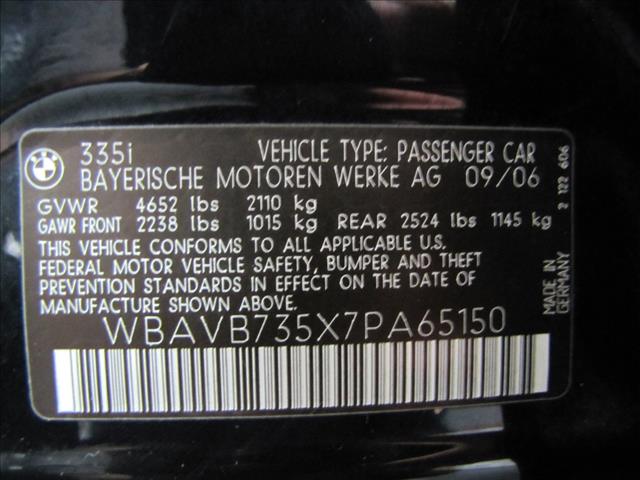 BMW
335i VEHICLE TYPE: PASSENGER CAR
BAYERISCHE MOTOREN WERKE AG 09/06
GVWR 4652 lbs 2110 kg
GAWR FRONT 2238 lbs 1015 kg REAR 2524 lbs 1145 kg
THIS VEHICLE CONFORMS TO ALL APPLICABLE U.S.
FEDERAL MOTOR VEHICLE SAFETY, BUMPER AND THEFT
PREVENTION STANDARDS IN EFFECT ON THE DATE OF
MANUFACTURE SHOWN ABOVE.
WBAVB735X7PA65150
MADE IN
GERMANY
2 122 606